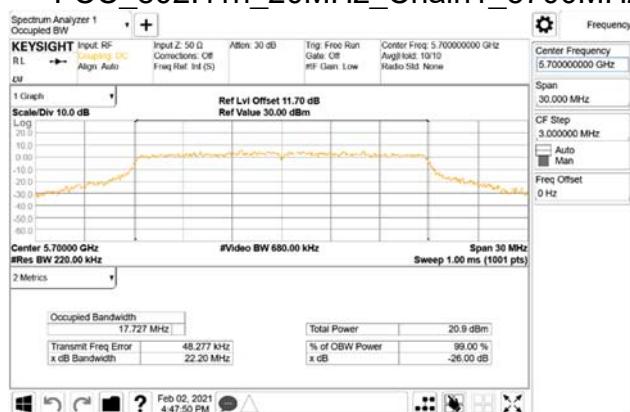 Spectrum Analyzer 1
Occupied BW
Frequency
KEYSIGHT
RL
Input: RF
Coupling: DC
Align: Auto
Input Z: 50 Ω
Corrections: Off
Freq Ref: Int (S)
Atten: 30 dB
Trig: Free Run
Gate: Off
#IF Gain: Low
Center Freq: 5.700000000 GHz
Avg|Hold: 10/10
Radio Std: None
Center Frequency
5.700000000 GHz
Span
30.000 MHz
CF Step
3.000000 MHz
Auto
Man
Freq Offset
0 Hz
1 Graph
Scale/Div 10.0 dB
Ref Lvl Offset 11.70 dB
Ref Value 30.00 dBm
Log
20.0
10.0
0.00
-10.0
-20.0
-30.0
-40.0
-50.0
-60.0
Center 5.70000 GHz
#Res BW 220.00 kHz
#Video BW 680.00 kHz
Span 30 MHz
Sweep 1.00 ms (1001 pts)
2 Metrics
Occupied Bandwidth
17.727 MHz
Total Power 20.9 dBm
Transmit Freq Error 48.277 kHz
% of OBW Power 99.00 %
x dB Bandwidth 22.20 MHz
x dB -26.00 dB
Feb 02, 2021
4:47:50 PM